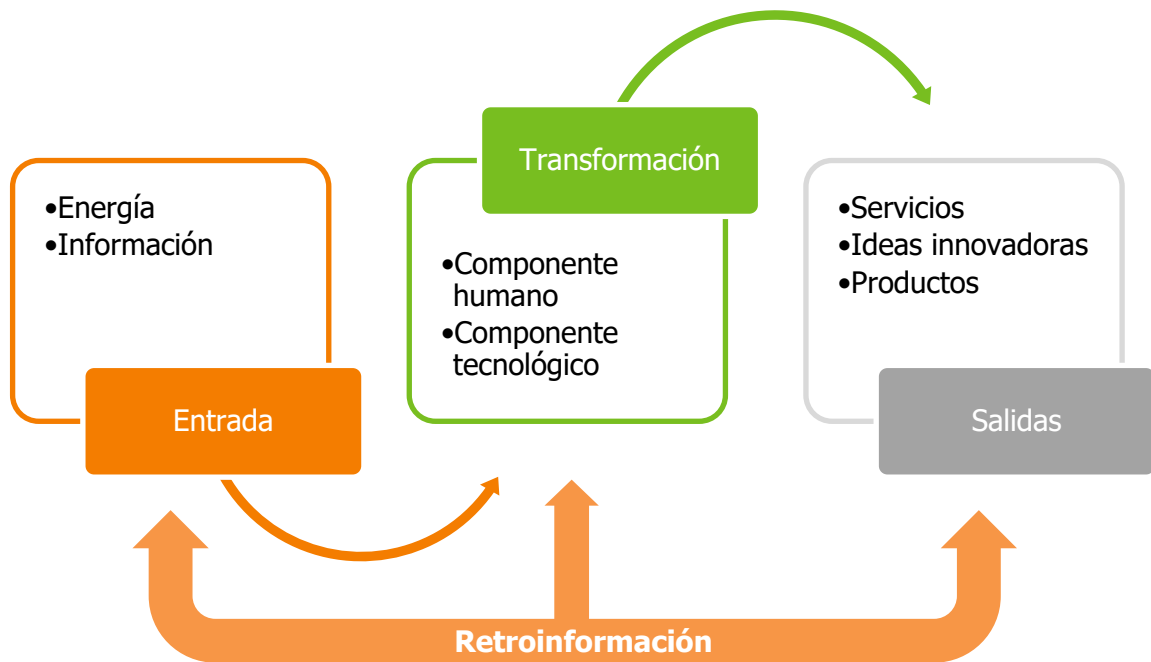 •Energía
•Información
Entrada
Transformación
•Componente
humano
•Componente
tecnológico
•Servicios
•Ideas innovadoras
•Productos
Salidas
Retroinformación